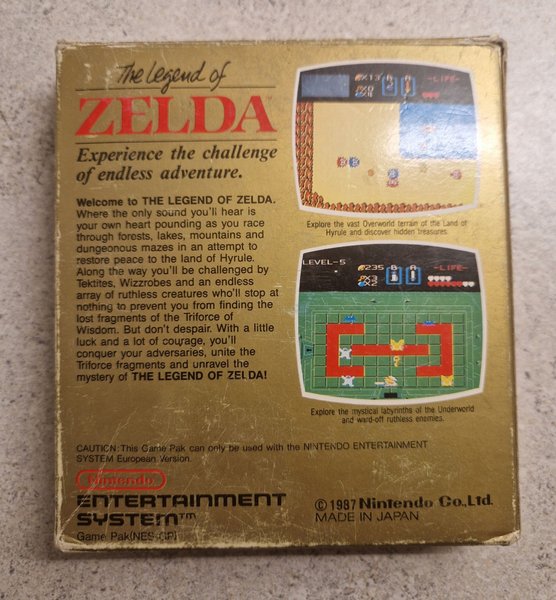 The Legend of
ZELDA
Experience the challenge
of endless adventure.
Welcome to THE LEGEND OF ZELDA.
Where the only sound you'll hear is
your own heart pounding as you race
through forests, lakes, mountains and
dungeonous mazes in an attempt to
restore peace to the land of Hyrule.
Along the way you'll be challenged by
Tektites, Wizzrobes and an endless
array of ruthless creatures who'll stop at
nothing to prevent you from finding the
lost fragments of the Triforce of
Wisdom. But don't despair. With a little
luck and a lot of courage, you'll
conquer your adversaries, unite the
Triforce fragments and unravel the
mystery of THE LEGEND OF ZELDA!
X13 B A -LIFE-
Explore the vast Overworld terrain of the Land of
Hyrule and discover hidden treasures.
LEVEL-5
235 B A -LIFE-
X3
X2
Explore the mystical labyrinths of the Underworld
and ward-off ruthless enemies.
CAUTION: This Game Pak can only be used with the NINTENDO ENTERTAINMENT
SYSTEM European Version.
Nintendo
ENTERTAINMENT
SYSTEM™
Game Pak(NES-GP)
© 1987 Nintendo Co., Ltd.
MADE IN JAPAN